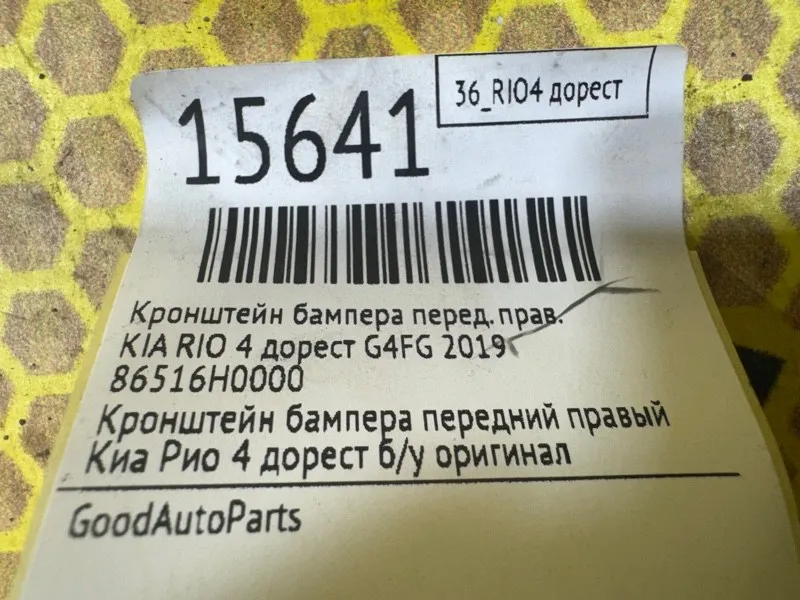 36_RIO4 дорест
15641
Кронштейн бампера перед. прав.
KIA RIO 4 дорест G4FG 2019
86516H0000
Кронштейн бампера передний правый
Киа Рио 4 дорест б/у оригинал
GoodAutoParts